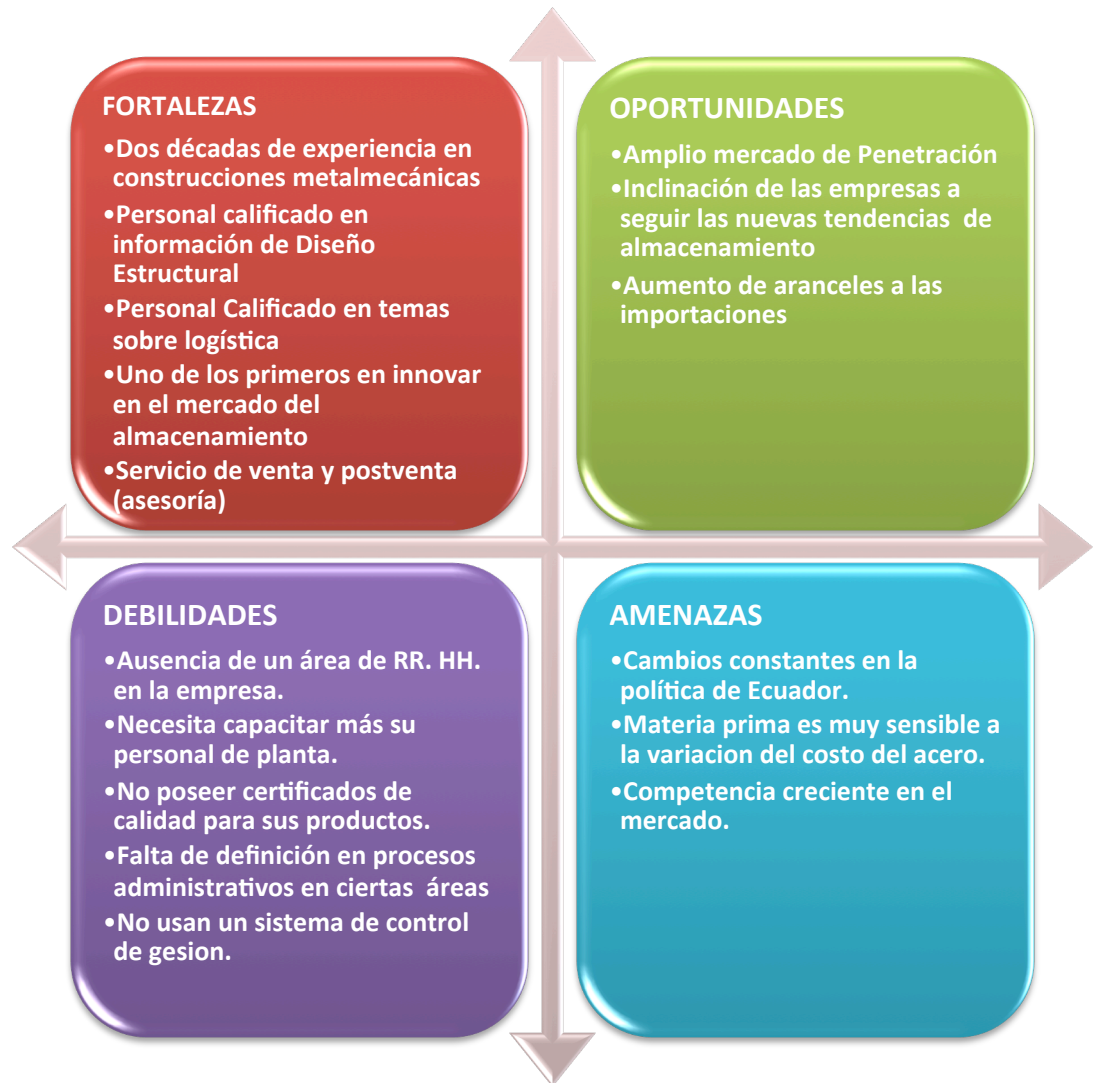 FORTALEZAS
•Dos décadas de experiencia en
construcciones metalmecánicas
•Personal calificado en
información de Diseño
Estructural
•Personal Calificado en temas
sobre logística
•Uno de los primeros en innovar
en el mercado del
almacenamiento
•Servicio de venta y postventa
(asesoría)
OPORTUNIDADES
•Amplio mercado de Penetración
•Inclinación de las empresas a
seguir las nuevas tendencias de
almacenamiento
•Aumento de aranceles a las
importaciones
DEBILIDADES
•Ausencia de un área de RR. HH.
en la empresa.
•Necesita capacitar más su
personal de planta.
•No poseer certificados de
calidad para sus productos.
•Falta de definición en procesos
administrativos en ciertas áreas
•No usan un sistema de control
de gesion.
AMENAZAS
•Cambios constantes en la
política de Ecuador.
•Materia prima es muy sensible a
la variacion del costo del acero.
•Competencia creciente en el
mercado.